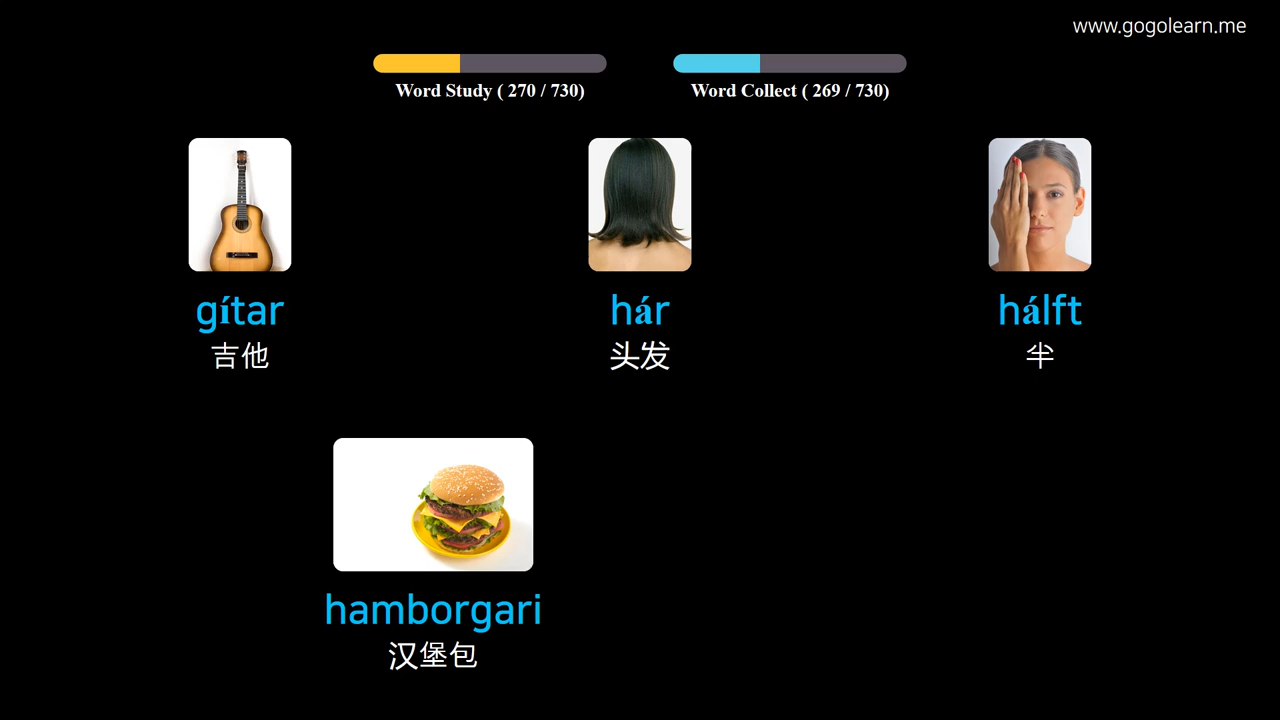 www.gogolearn.me
Word Study ( 270 / 730)
Word Collect ( 269 / 730)
gítar
hár
hálft
吉他
头发
半
hamborgari
汉堡包